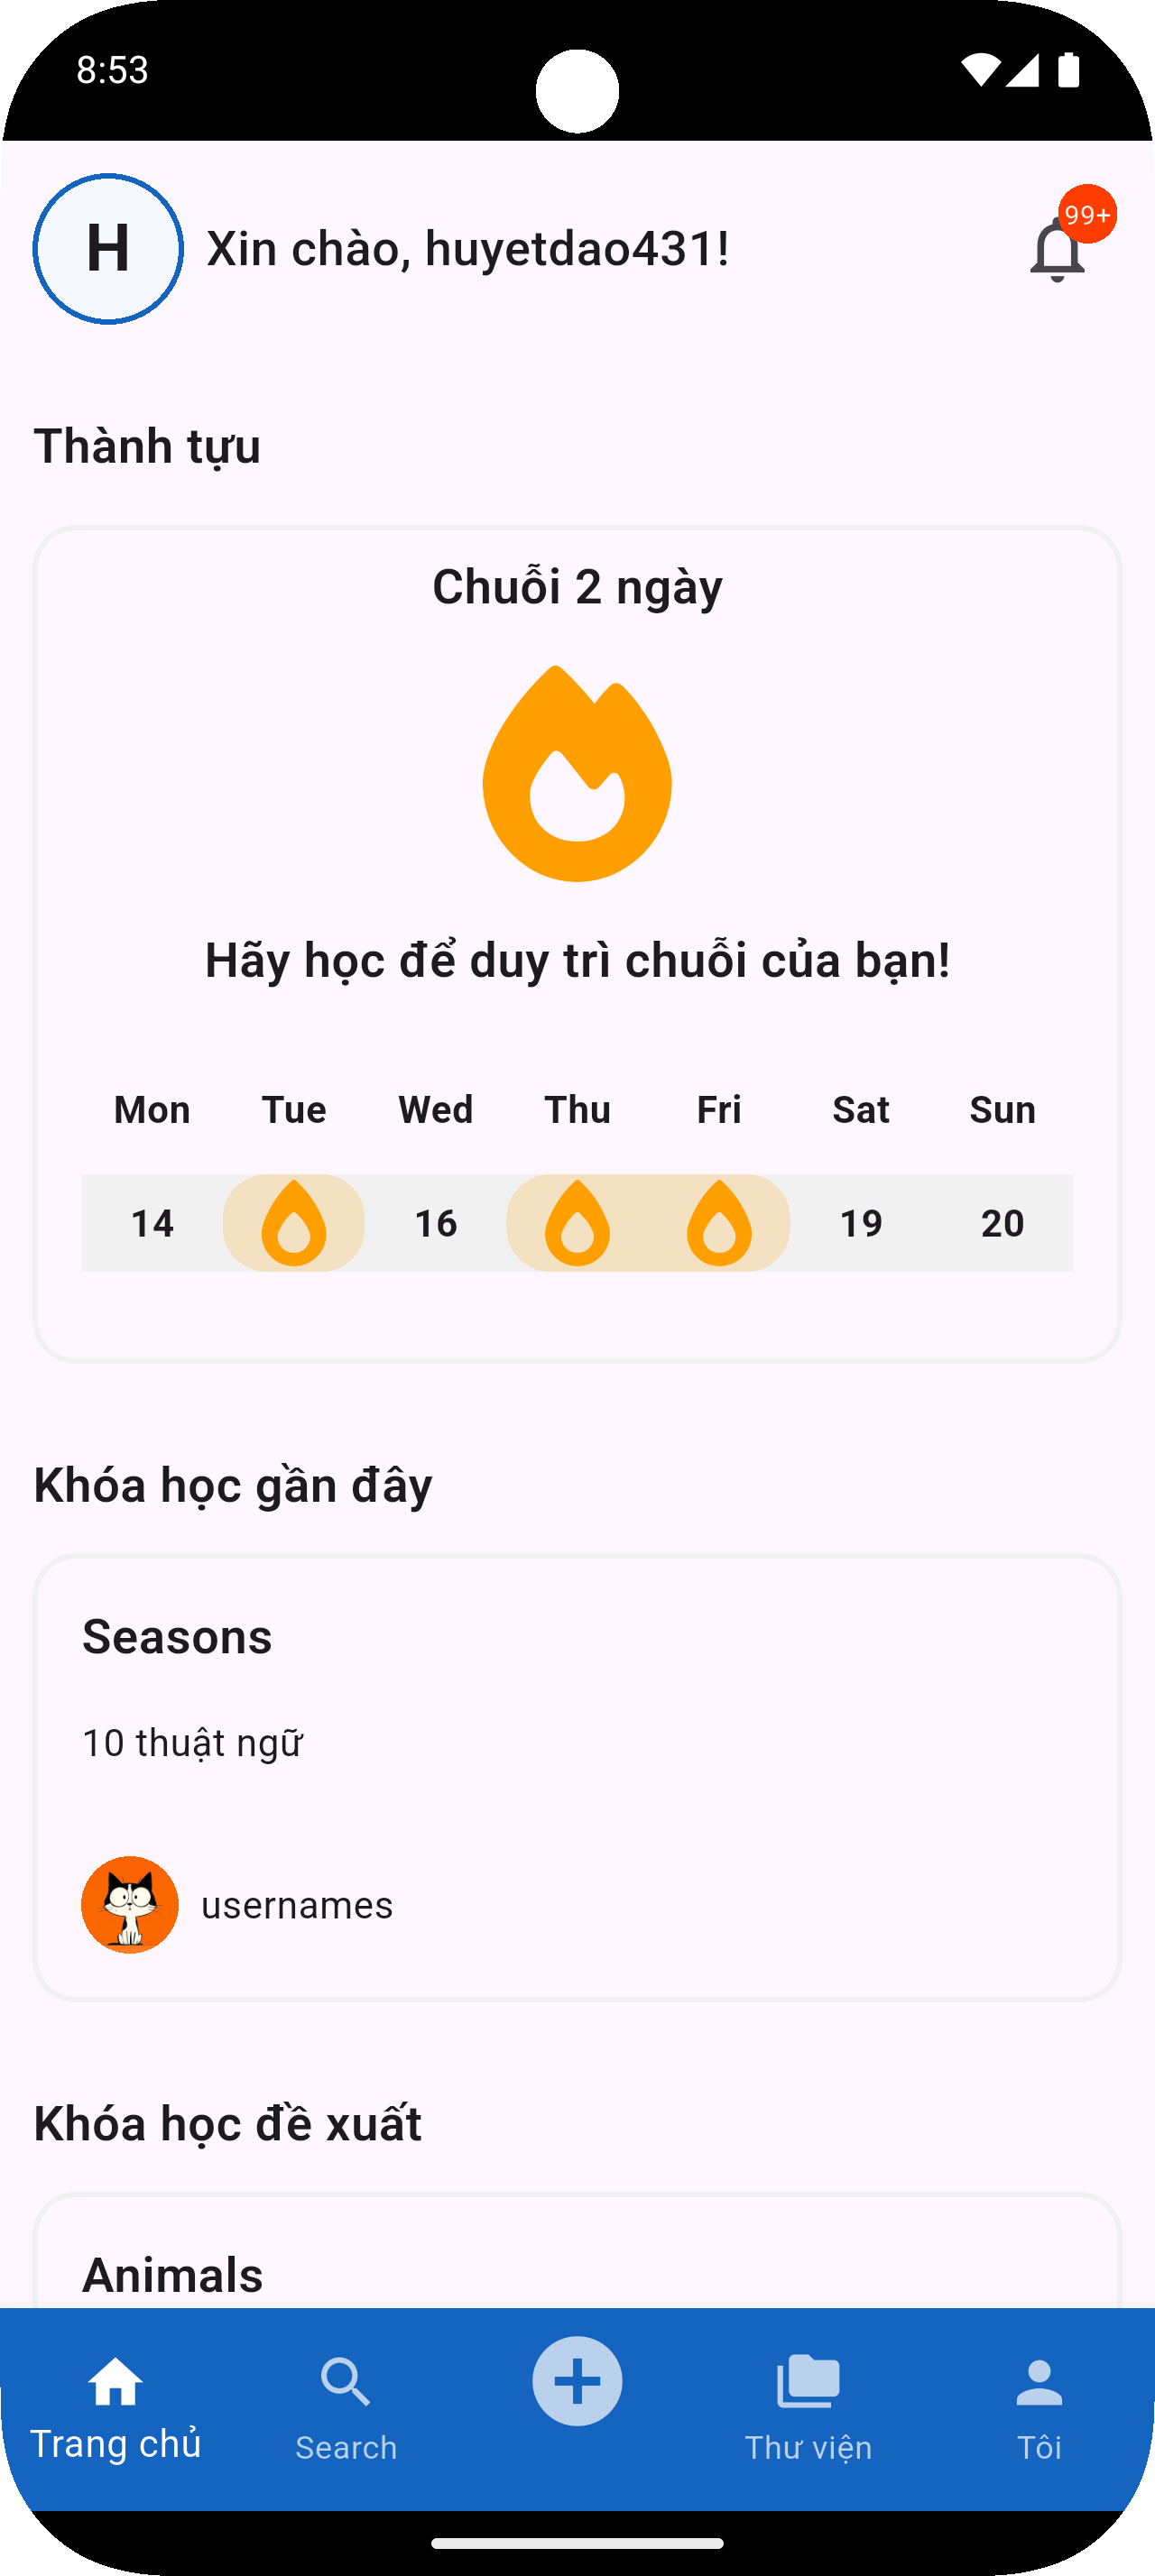 8:53
H
Xin chào, huyetdao431!
99+
Thành tựu
Chuỗi 2 ngày
Hãy học để duy trì chuỗi của bạn!
Mon Tue Wed Thu Fri Sat Sun
14 16 19 20
Khóa học gần đây
Seasons
10 thuật ngữ
usernames
Khóa học đề xuất
Animals
Trang chủ Search Thư viện Tôi